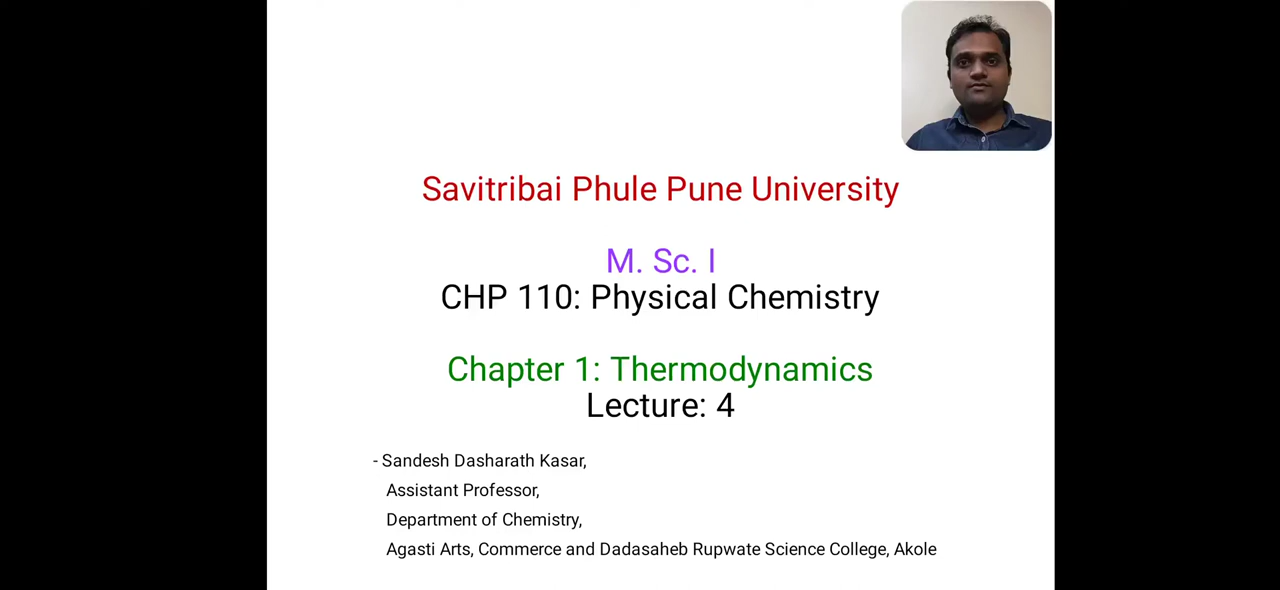 Savitribai Phule Pune University
M. Sc. I
CHP 110: Physical Chemistry
Chapter 1: Thermodynamics
Lecture: 4
- Sandesh Dasharath Kasar,
Assistant Professor,
Department of Chemistry,
Agasti Arts, Commerce and Dadasaheb Rupwate Science College, Akole